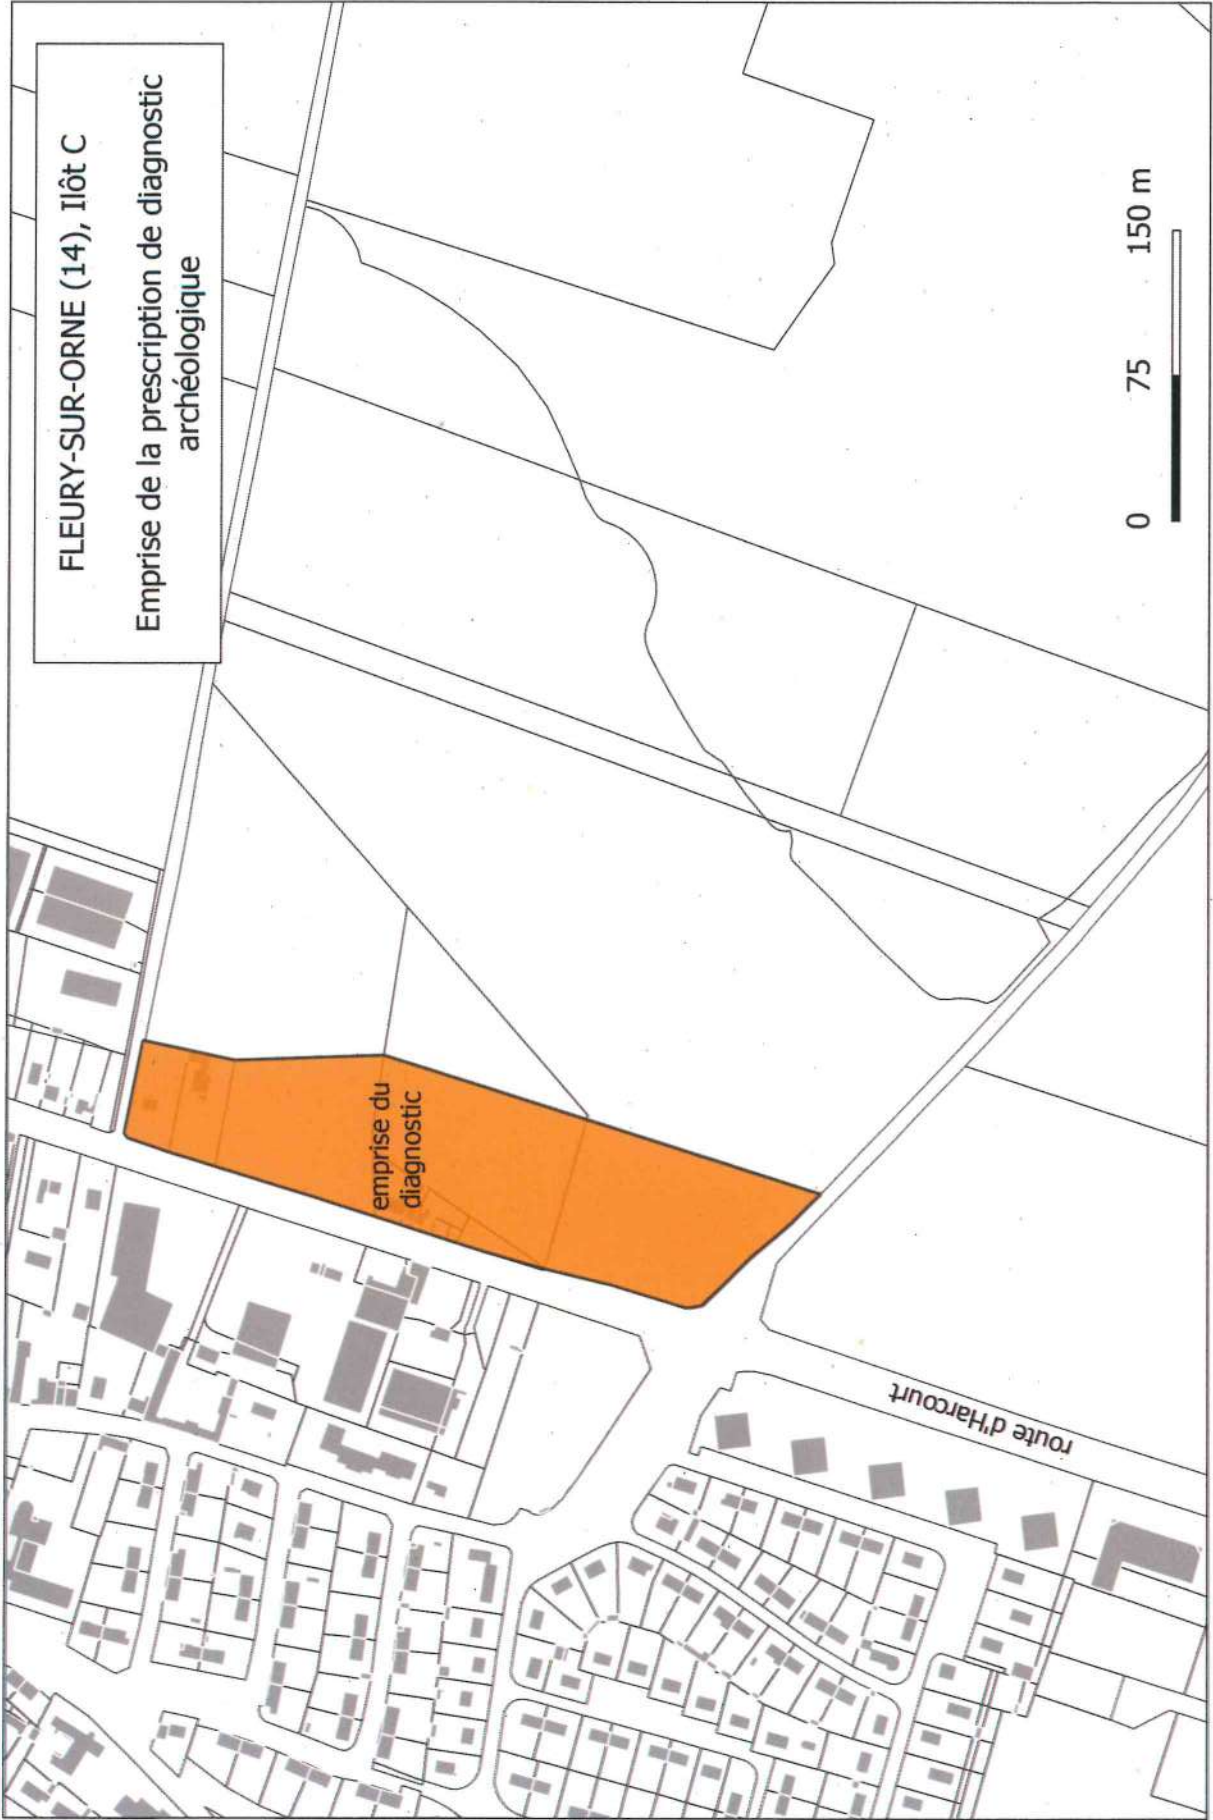 FLEURY-SUR-ORNE (14), Ilôt C
Emprise de la prescription de diagnostic
archéologique
emprise du
diagnostic
route d'Harcourt
0 75 150 m